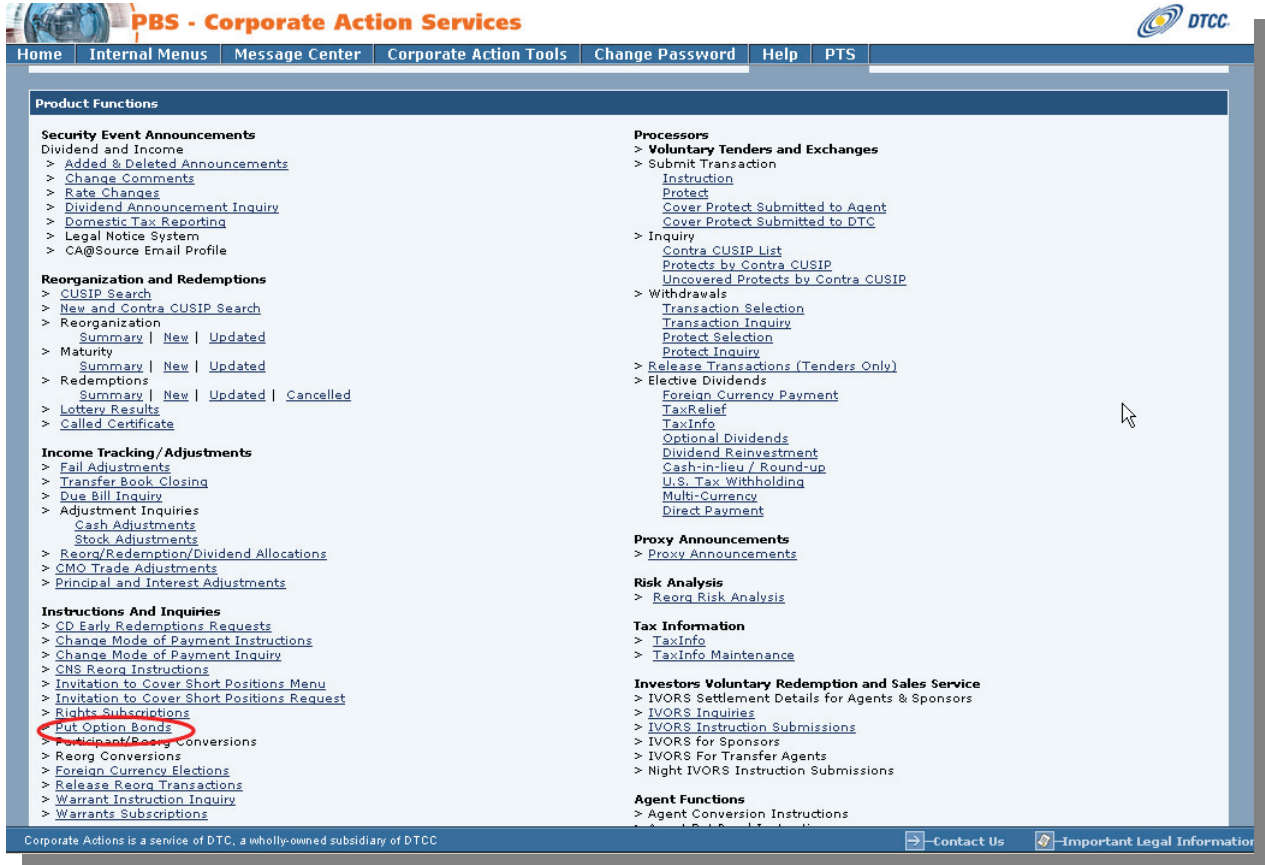 PBS - Corporate Action Services
DTCC.
Home Internal Menus Message Center Corporate Action Tools Change Password Help PTS
Product Functions
Security Event Announcements
Dividend and Income
> Added & Deleted Announcements
> Change Comments
> Rate Changes
> Dividend Announcement Inquiry
> Domestic Tax Reporting
> Legal Notice System
> CA@Source Email Profile
Reorganization and Redemptions
> CUSIP Search
> New and Contra CUSIP Search
> Reorganization
Summary | New | Updated
> Maturity
Summary | New | Updated
> Redemptions
Summary | New | Updated | Cancelled
> Lottery Results
> Called Certificate
Income Tracking/Adjustments
> Fail Adjustments
> Transfer Book Closing
> Due Bill Inquiry
> Adjustment Inquiries
Cash Adjustments
Stock Adjustments
> Reorg/Redemption/Dividend Allocations
> CMO Trade Adjustments
> Principal and Interest Adjustments
Instructions And Inquiries
> CD Early Redemptions Requests
> Change Mode of Payment Instructions
> Change Mode of Payment Inquiry
> CNS Reorg Instructions
> Invitation to Cover Short Positions Menu
> Invitation to Cover Short Positions Request
> Rights Subscriptions
> Put Option Bonds
> Participant/Reorg Conversions
> Reorg Conversions
> Foreign Currency Elections
> Release Reorg Transactions
> Warrant Instruction Inquiry
> Warrants Subscriptions
Processors
> Voluntary Tenders and Exchanges
> Submit Transaction
Instruction
Protect
Cover Protect Submitted to Agent
Cover Protect Submitted to DTC
> Inquiry
Contra CUSIP List
Protects by Contra CUSIP
Uncovered Protects by Contra CUSIP
> Withdrawals
Transaction Selection
Transaction Inquiry
Protect Selection
Protect Inquiry
> Release Transactions (Tenders Only)
> Elective Dividends
Foreign Currency Payment
TaxRelief
TaxInfo
Optional Dividends
Dividend Reinvestment
Cash-in-lieu / Round-up
U.S. Tax Withholding
Multi-Currency
Direct Payment
Proxy Announcements
> Proxy Announcements
Risk Analysis
> Reorg Risk Analysis
Tax Information
> TaxInfo
> TaxInfo Maintenance
Investors Voluntary Redemption and Sales Service
> IVORS Settlement Details for Agents & Sponsors
> IVORS Inquiries
> IVORS Instruction Submissions
> IVORS for Sponsors
> IVORS For Transfer Agents
> Night IVORS Instruction Submissions
Agent Functions
> Agent Conversion Instructions
Corporate Actions is a service of DTC, a wholly-owned subsidiary of DTCC
Contact Us
Important Legal Information